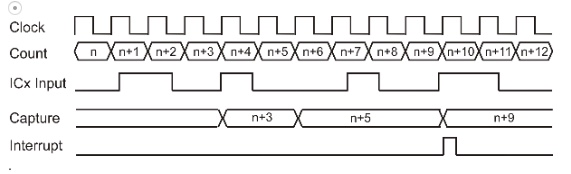 Clock
Count n n+1 n+2 n+3 n+4 n+5 n+6 n+7 n+8 n+9 n+10 n+11 n+12
ICx Input
Capture n+3 n+5 n+9
Interrupt